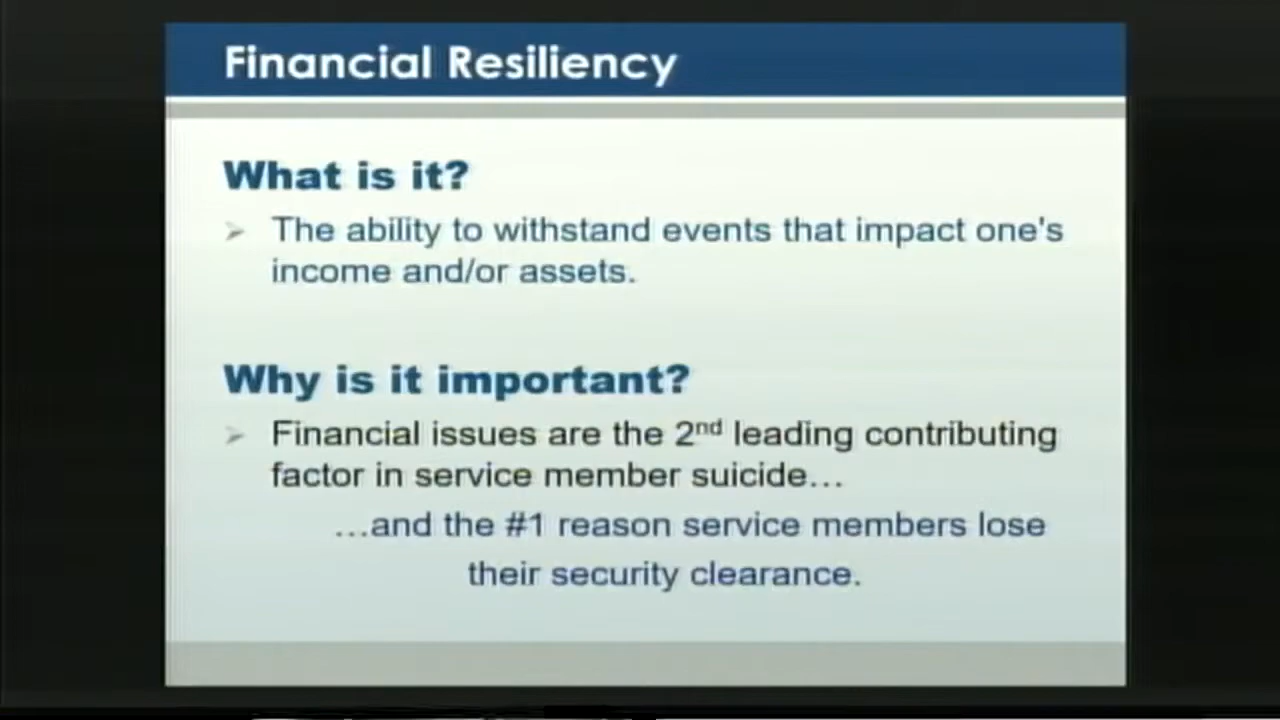 Financial Resiliency
What is it?
➢ The ability to withstand events that impact one's
income and/or assets.
Why is it important?
➢ Financial issues are the 2nd leading contributing
factor in service member suicide…
…and the #1 reason service members lose
their security clearance.